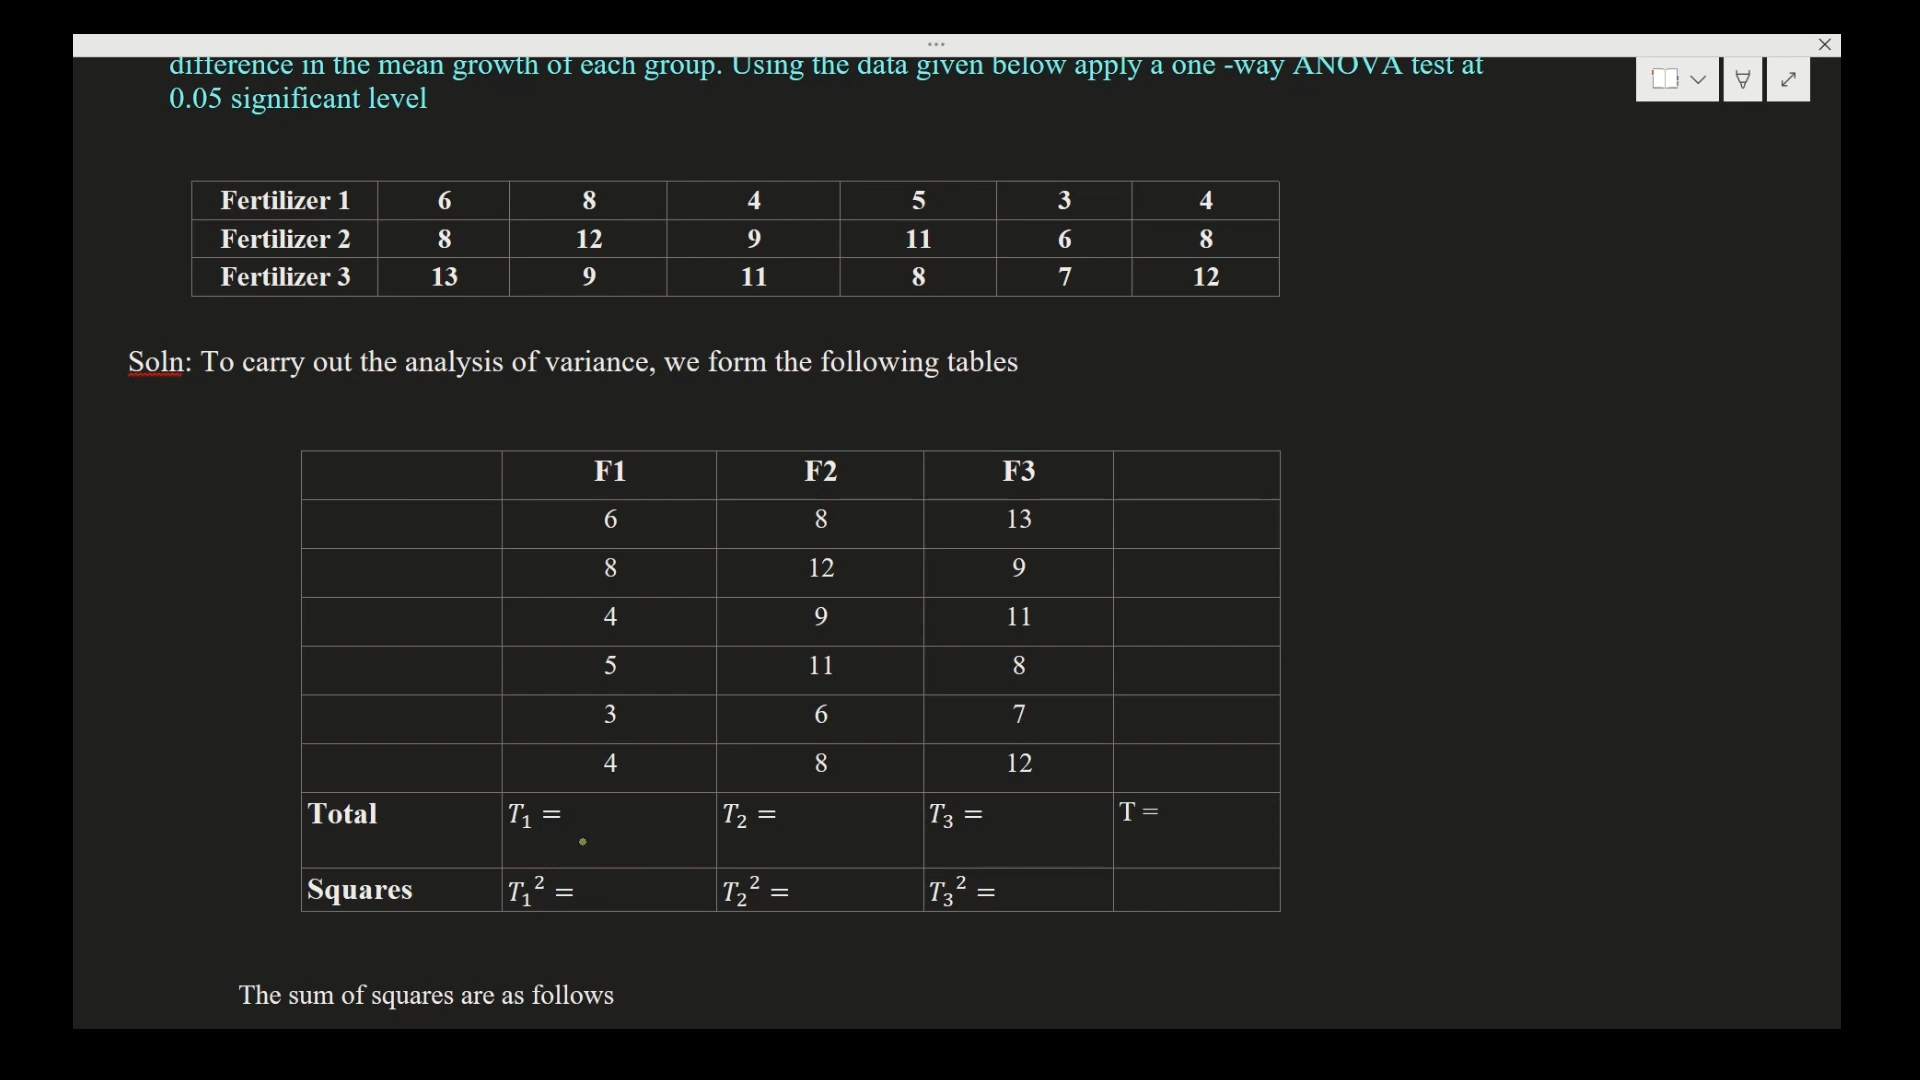 difference in the mean growth of each group. Using the data given below apply a one -way ANOVA test at
0.05 significant level
Fertilizer 1 6 8 4 5 3 4
Fertilizer 2 8 12 9 11 6 8
Fertilizer 3 13 9 11 8 7 12
Soln: To carry out the analysis of variance, we form the following tables
F1 F2 F3
6 8 13
8 12 9
4 9 11
5 11 8
3 6 7
4 8 12
Total T₁ = T₂ = T₃ = T =
Squares T₁² = T₂² = T₃² =
The sum of squares are as follows